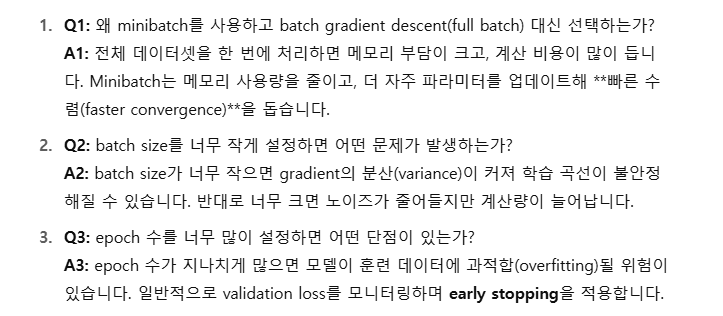 1. Q1: 왜 minibatch를 사용하고 batch gradient descent(full batch) 대신 선택하는가?
A1: 전체 데이터셋을 한 번에 처리하면 메모리 부담이 크고, 계산 비용이 많이 듭니
다. Minibatch는 메모리 사용량을 줄이고, 더 자주 파라미터를 업데이트해 **빠른 수
렴(faster convergence)**을 돕습니다.
2. Q2: batch size를 너무 작게 설정하면 어떤 문제가 발생하는가?
A2: batch size가 너무 작으면 gradient의 분산(variance)이 커져 학습 곡선이 불안정
해질 수 있습니다. 반대로 너무 크면 노이즈가 줄어들지만 계산량이 늘어납니다.
3. Q3: epoch 수를 너무 많이 설정하면 어떤 단점이 있는가?
A3: epoch 수가 지나치게 많으면 모델이 훈련 데이터에 과적합(overfitting)될 위험이
있습니다. 일반적으로 validation loss를 모니터링하며 early stopping을 적용합니다.